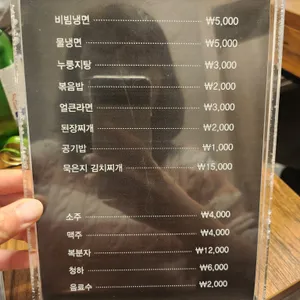 비빔냉면 ₩5,000
물냉면 ₩5,000
누룽지탕 ₩3,000
볶음밥 ₩2,000
얼큰라면 ₩3,000
된장찌개 ₩2,000
공기밥 ₩1,000
묵은지 김치찌개 ₩15,000
소주 ₩4,000
맥주 ₩4,000
복분자 ₩12,000
청하 ₩6,000
음료수 ₩2,000